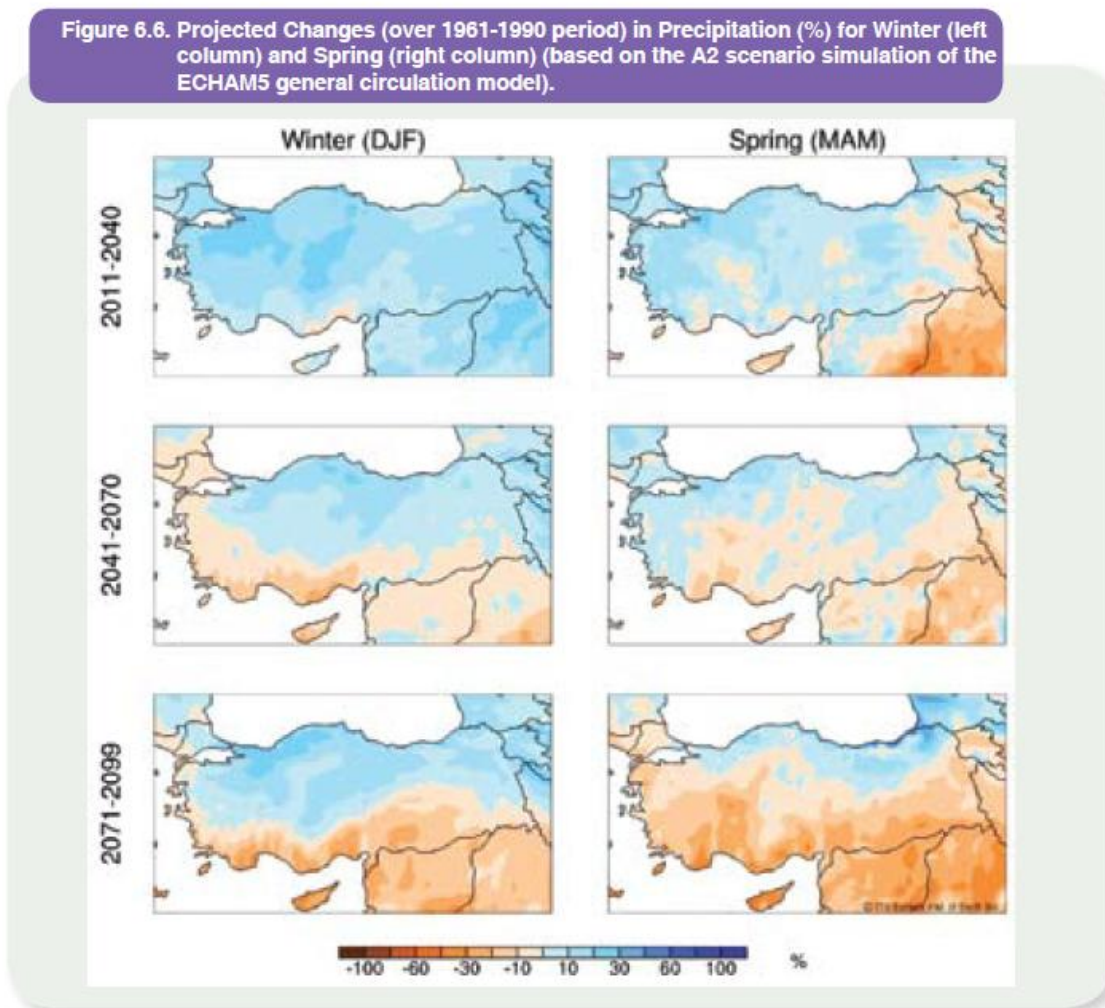 Figure 6.6. Projected Changes (over 1961-1990 period) in Precipitation (%) for Winter (left
column) and Spring (right column) (based on the A2 scenario simulation of the
ECHAM5 general circulation model).
Winter (DJF)
Spring (MAM)
2011-2040
2041-2070
2071-2099
-100 -60 -30 -10 10 30 60 100 %